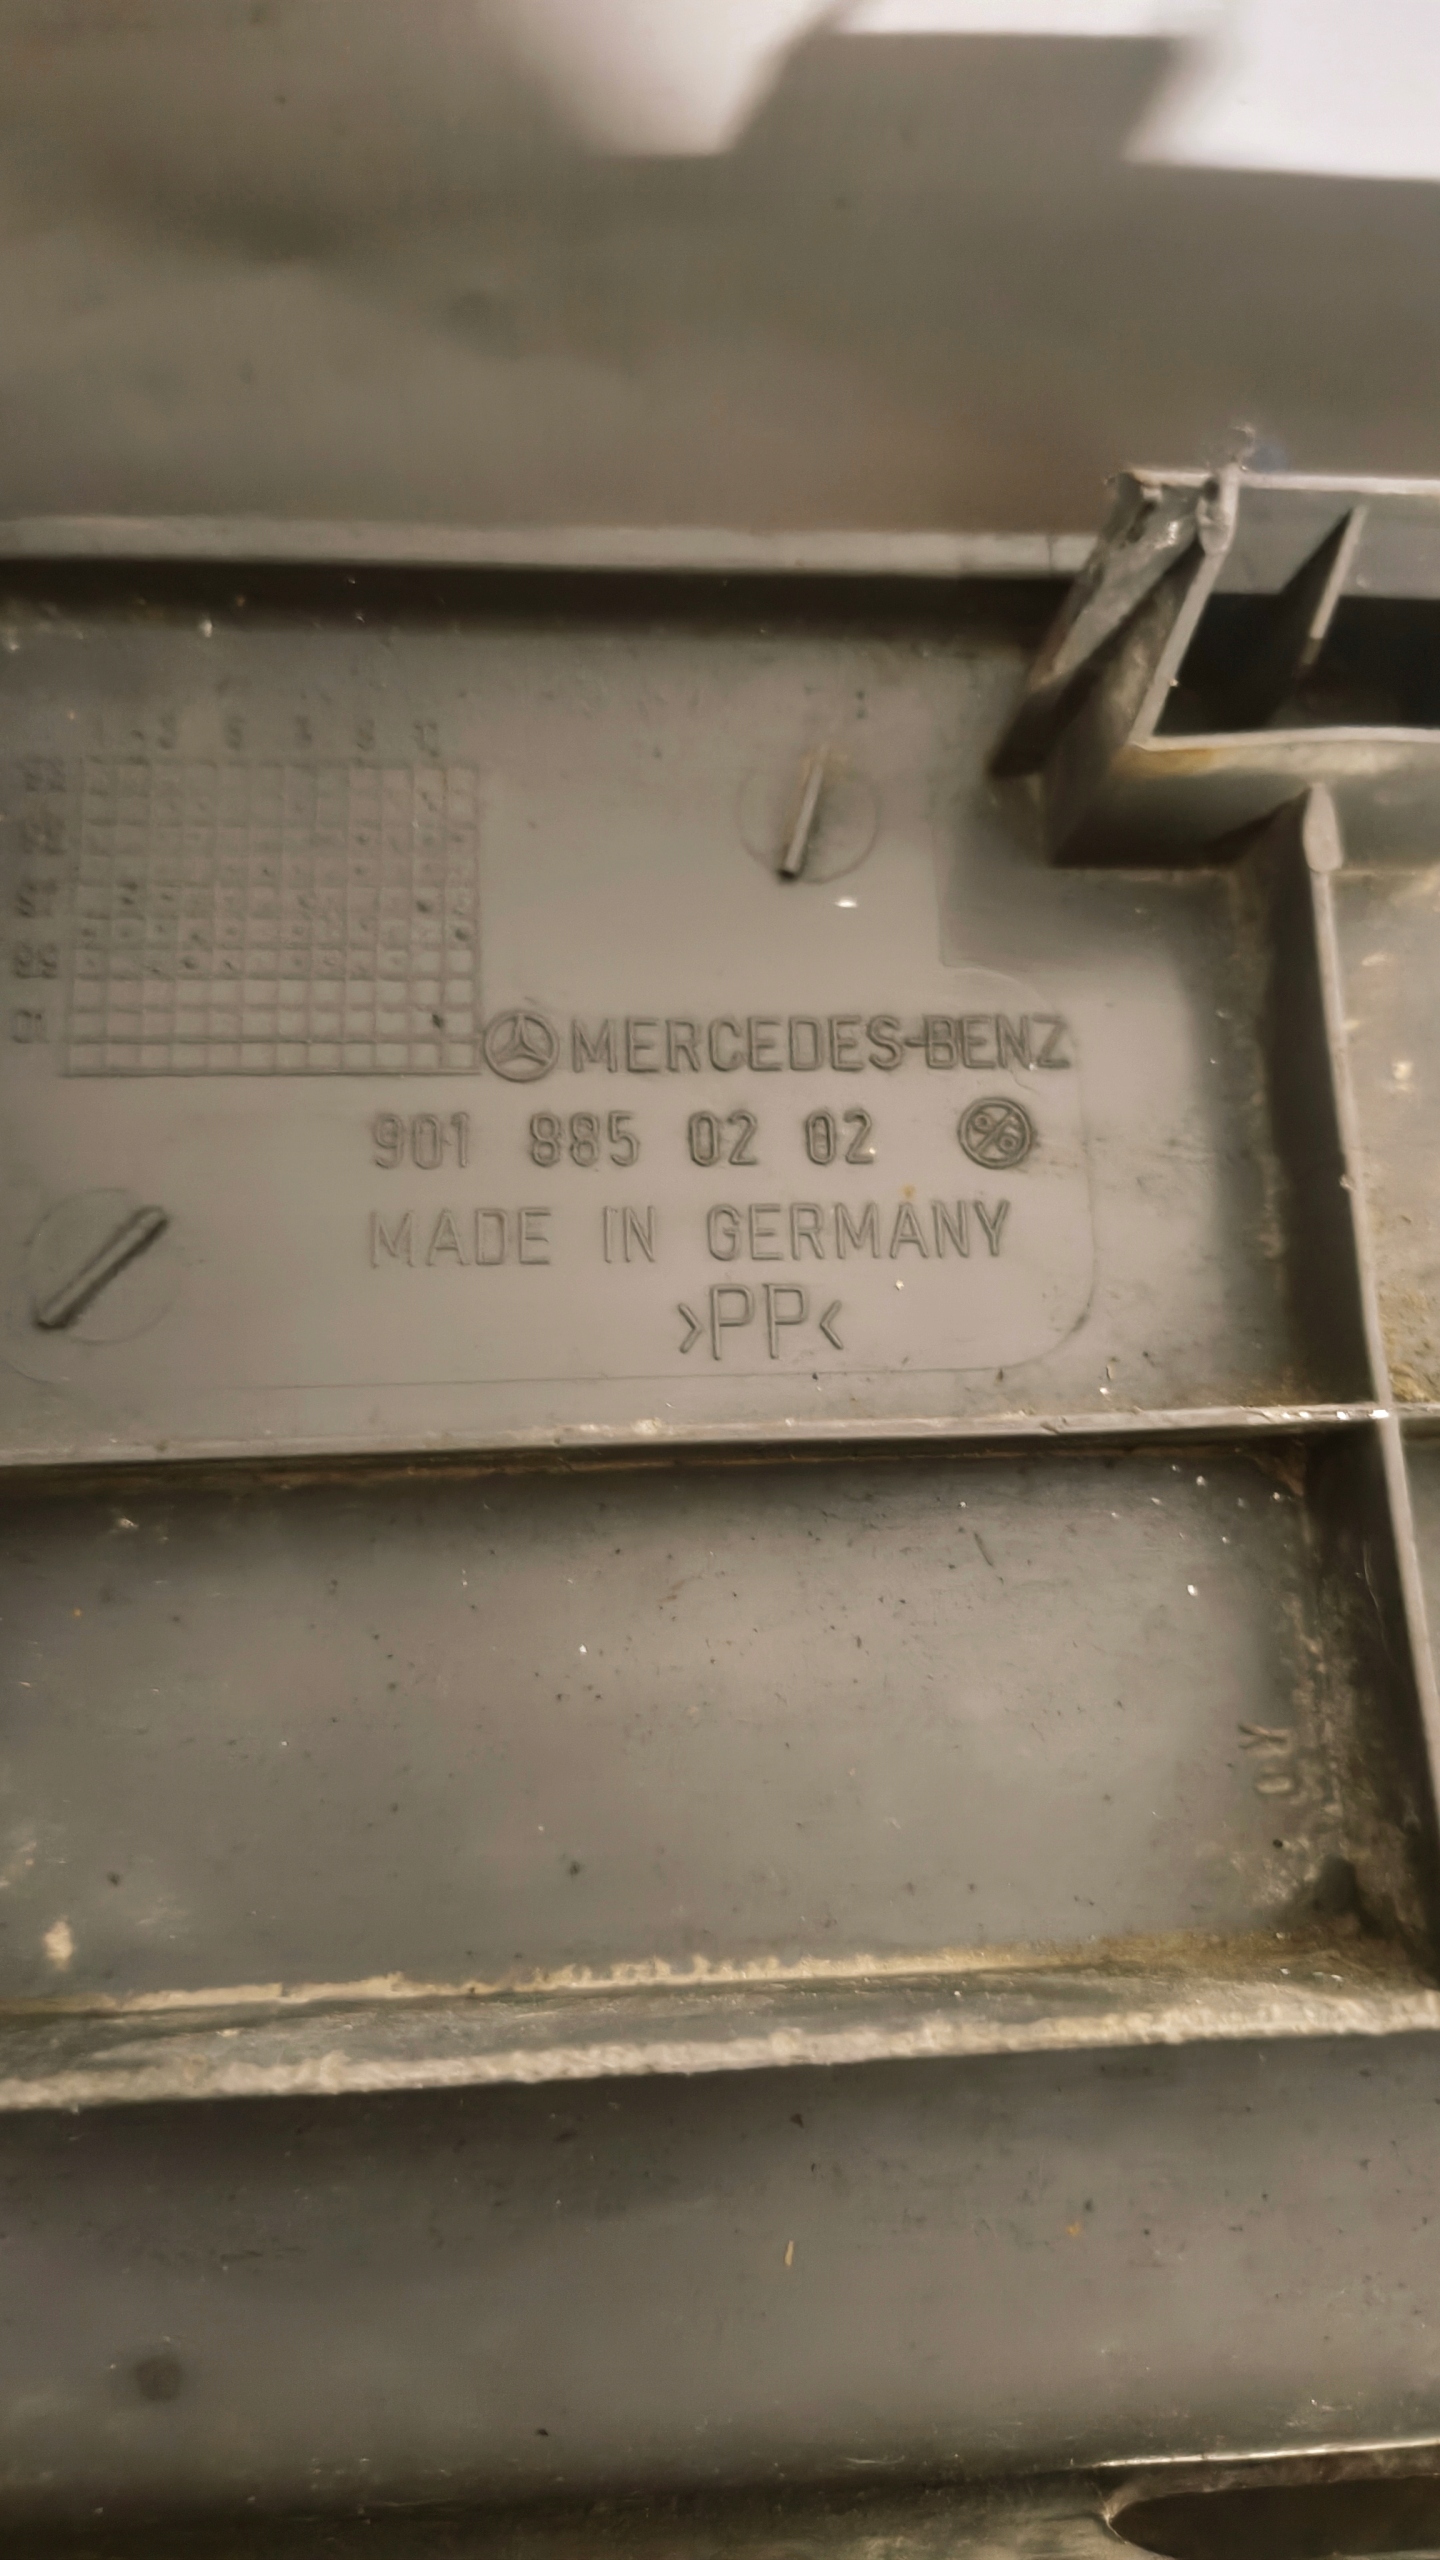 MERCEDES-BENZ
901 885 02 02
MADE IN GERMANY
>PP<